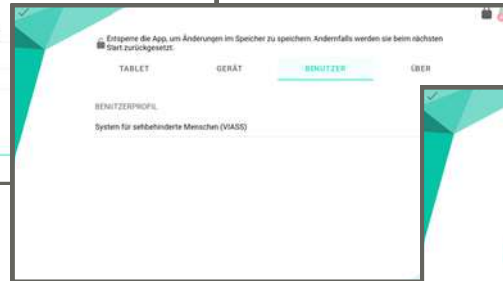 Entsperre die App, um Änderungen im Speicher zu speichern. Andernfalls werden sie beim nächsten
Start zurückgesetzt.
TABLET GERÄT BENUTZER ÜBER
BENUTZERPROFIL
System für sehbehinderte Menschen (VIASS)